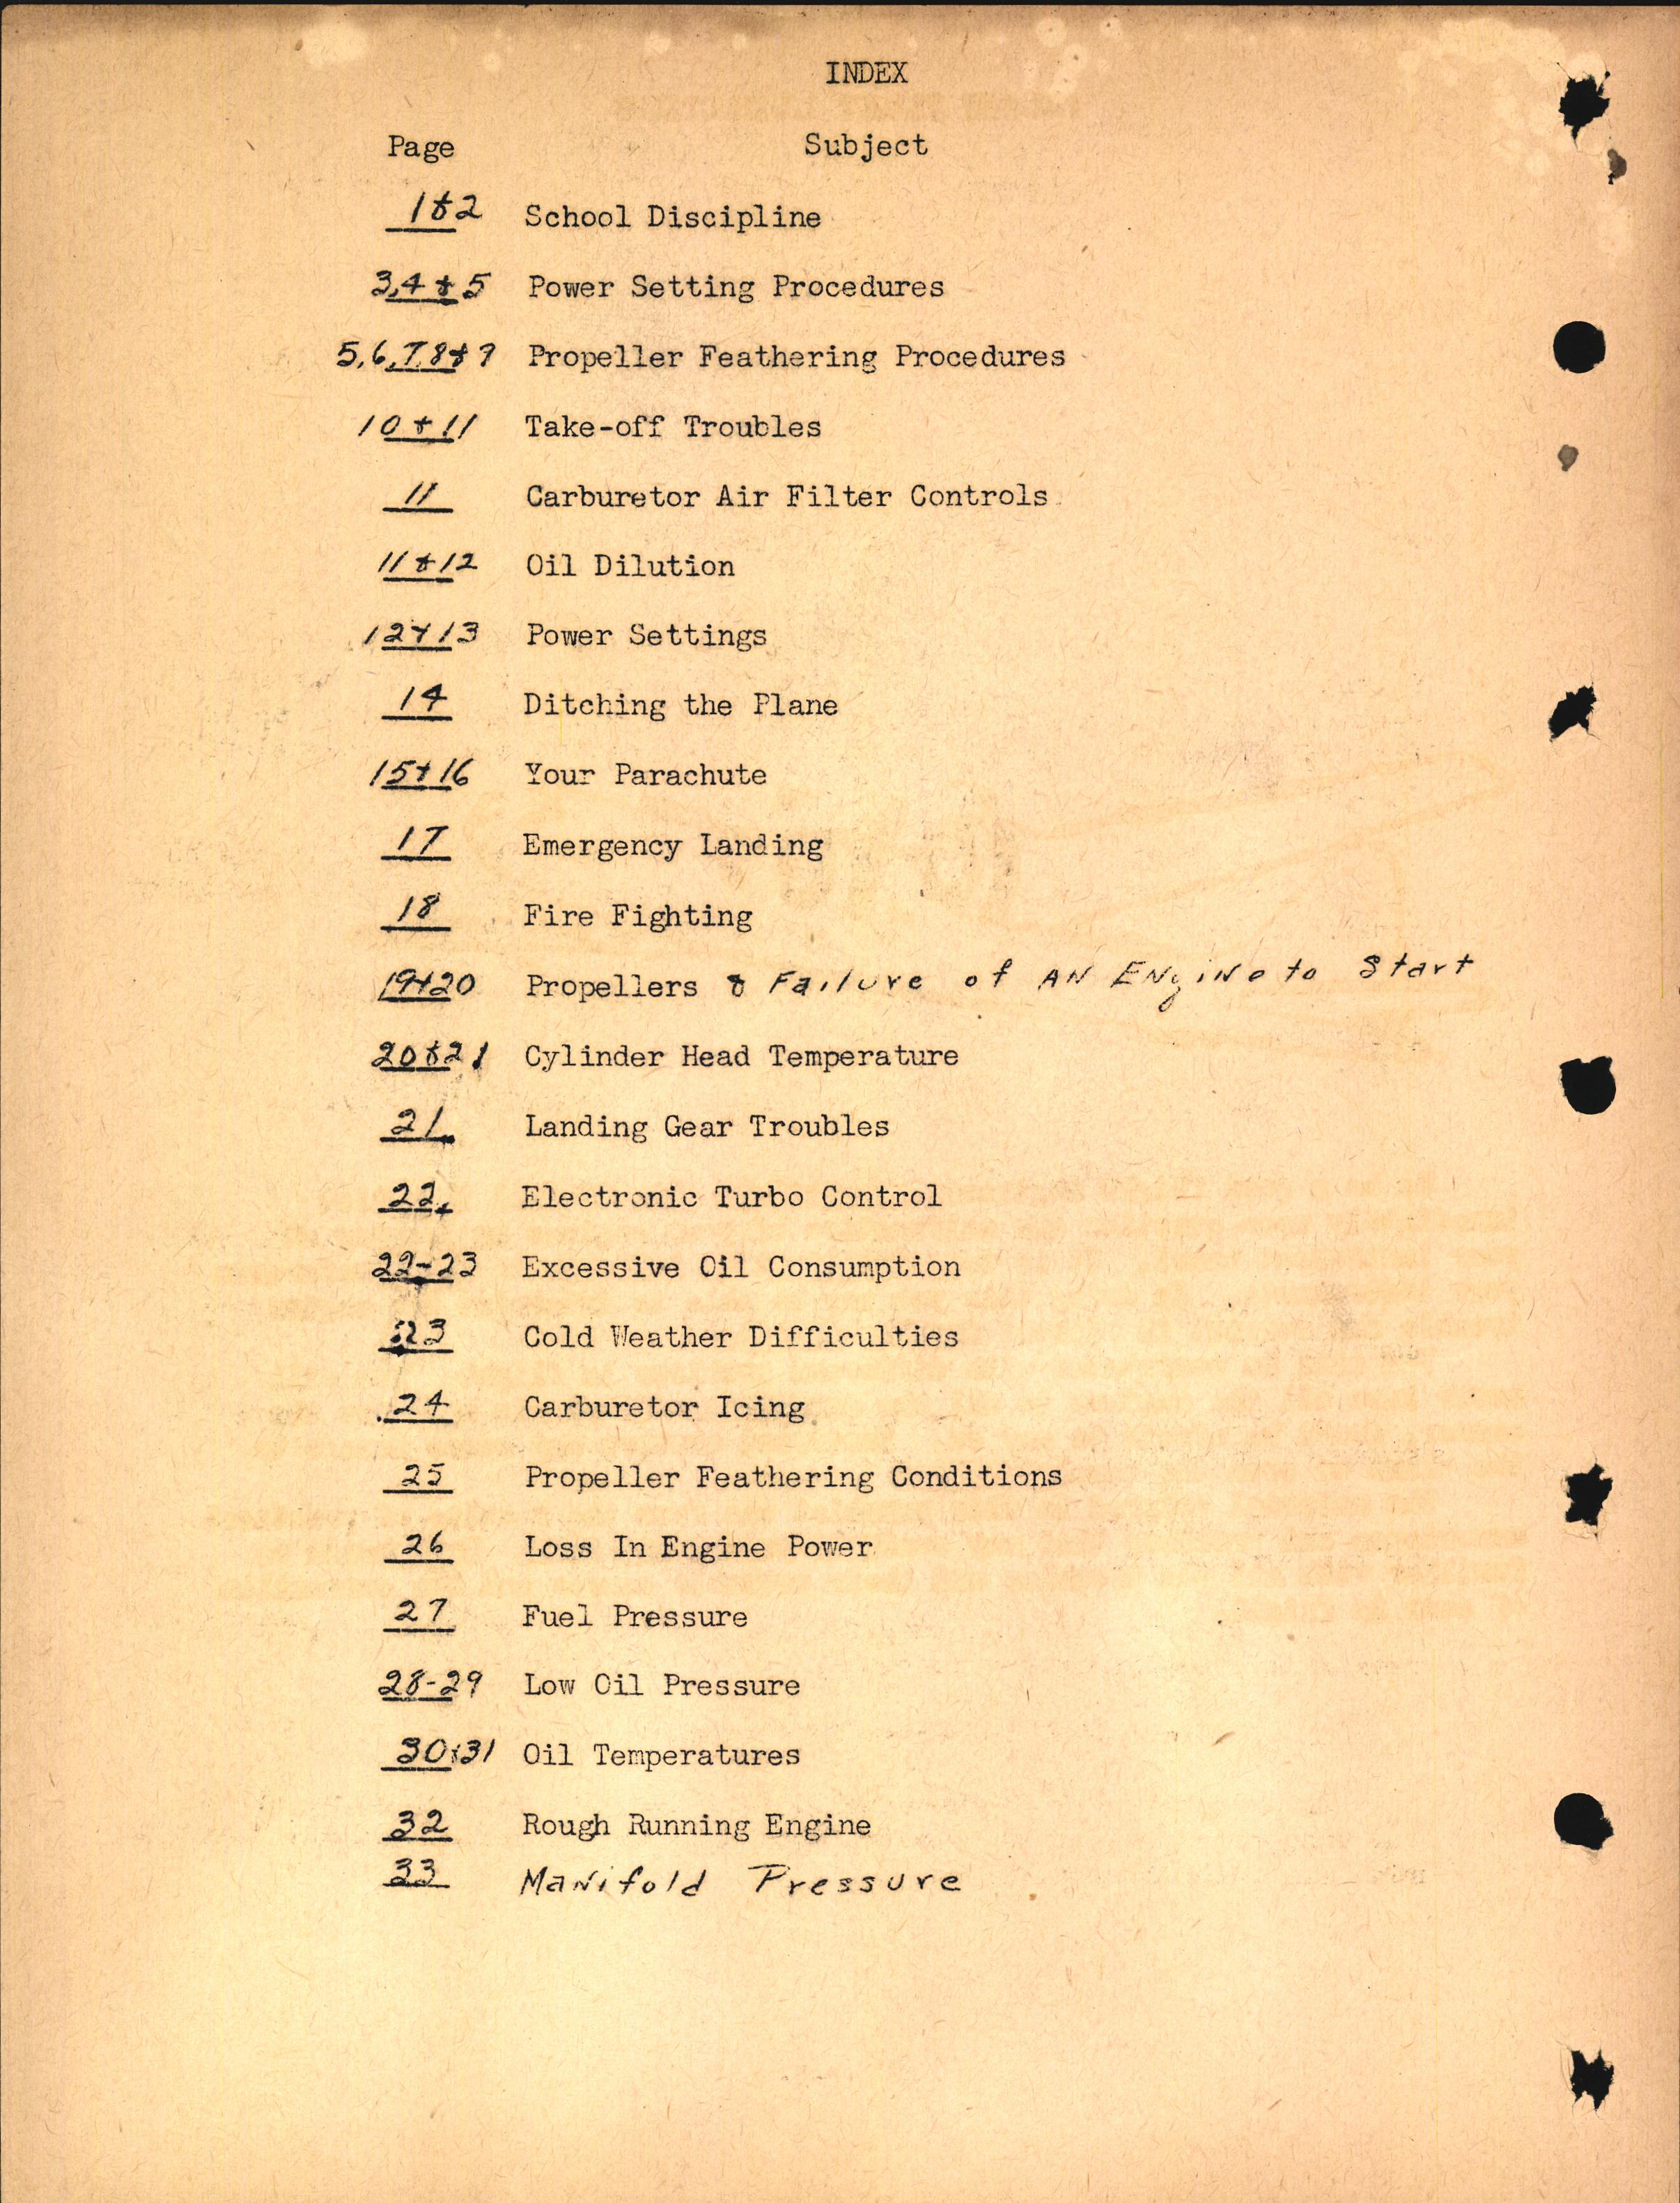 INDEX
Page Subject
1 & 2 School Discipline
3,4 & 5 Power Setting Procedures
5,6,7,8 & 9 Propeller Feathering Procedures
10 & 11 Take-off Troubles
11 Carburetor Air Filter Controls
11 & 12 Oil Dilution
12 & 13 Power Settings
14 Ditching the Plane
15 & 16 Your Parachute
17 Emergency Landing
18 Fire Fighting
19 & 20 Propellers & Failure of AN ENgiNe to Start
20 & 21 Cylinder Head Temperature
21 Landing Gear Troubles
22 Electronic Turbo Control
22-23 Excessive Oil Consumption
23 Cold Weather Difficulties
24 Carburetor Icing
25 Propeller Feathering Conditions
26 Loss In Engine Power
27 Fuel Pressure
28-29 Low Oil Pressure
30 & 31 Oil Temperatures
32 Rough Running Engine
33 MaNifold Pressure